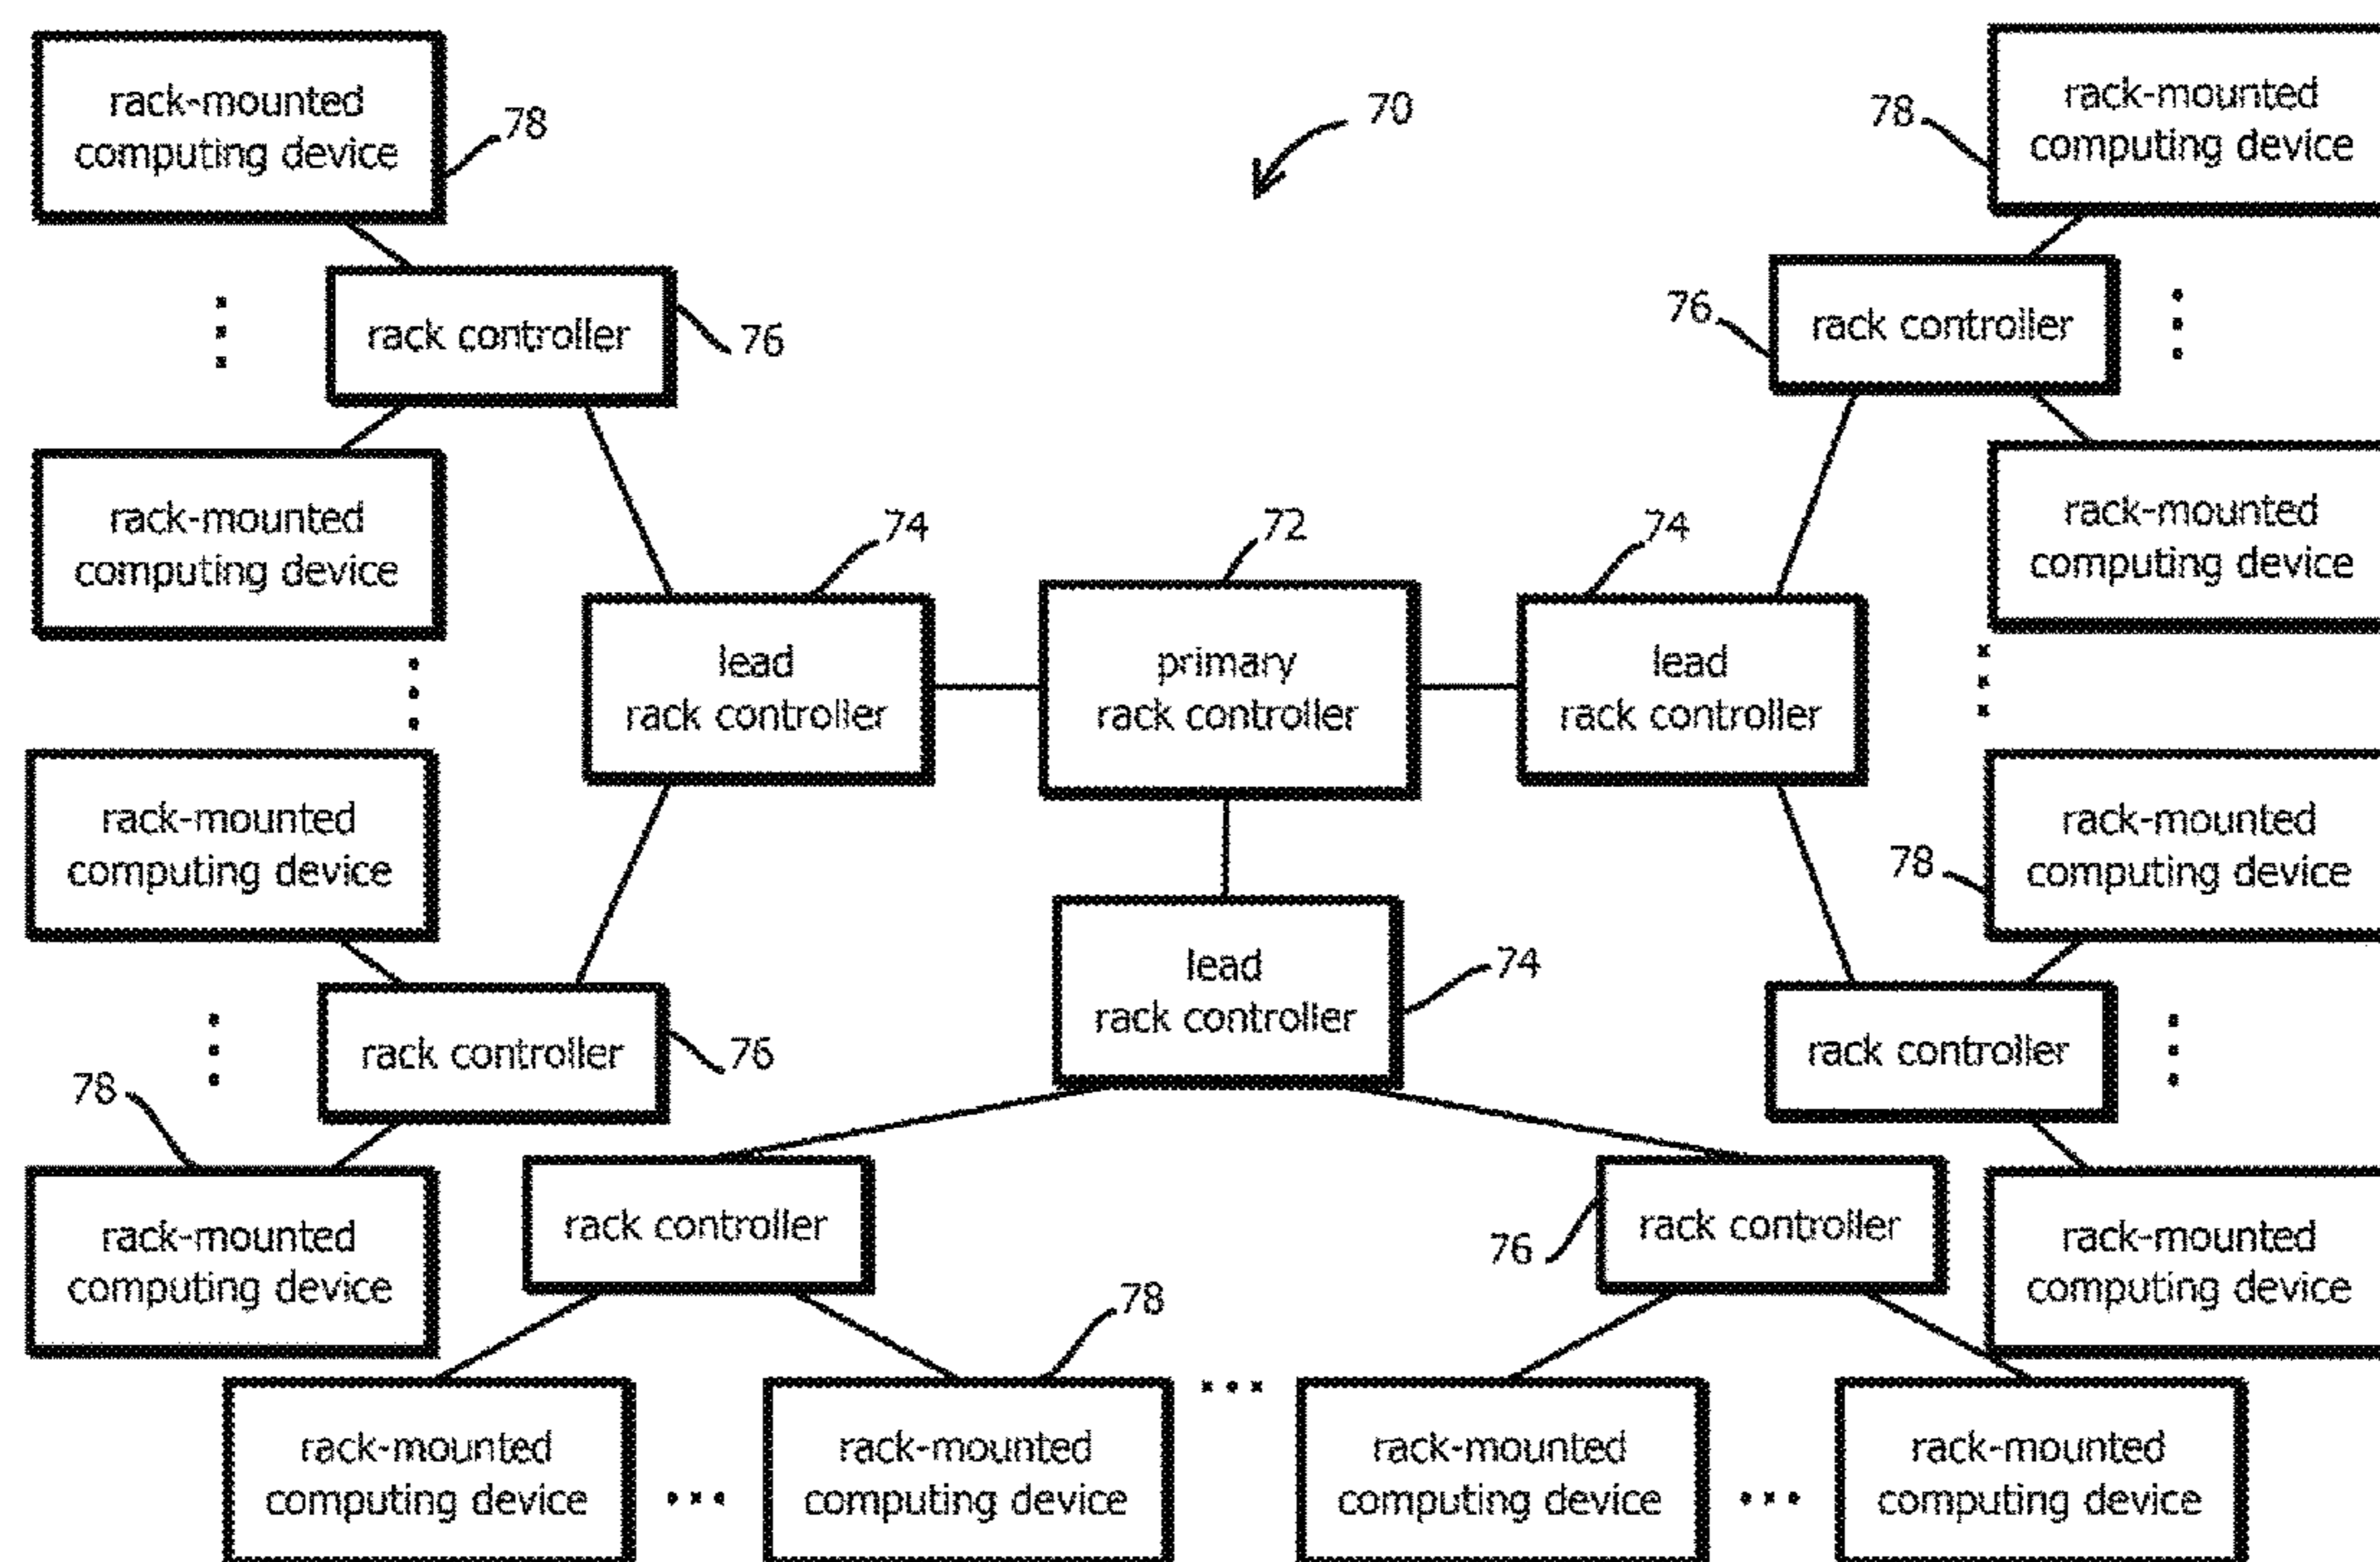 rack-mounted
computing device
78
70
78
rack-mounted
computing device
rack controller
76
76
rack controller
rack-mounted
computing device
rack-mounted
computing device
74
72
74
lead
rack controller
primary
rack controller
lead
rack controller
rack-mounted
computing device
rack-mounted
computing device
78
lead
rack controller
74
rack controller
76
rack controller
78
rack-mounted
computing device
rack controller
76
rack controller
rack-mounted
computing device
78
rack-mounted
computing device
rack-mounted
computing device
rack-mounted
computing device
rack-mounted
computing device